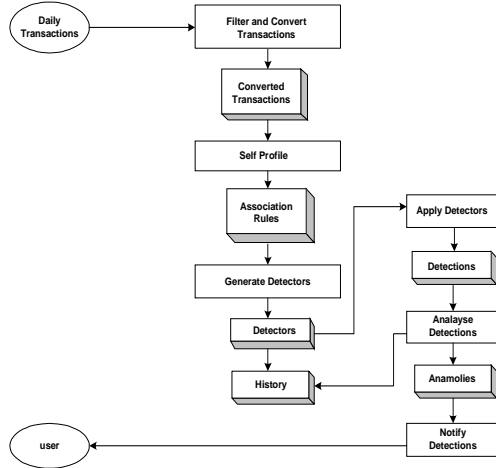 Daily
Transactions
Filter and Convert
Transactions
Converted
Transactions
Self Profile
Association
Rules
Generate Detectors
Detectors
History
Apply Detectors
Detections
Analayse
Detections
Anamolies
Notify
Detections
user